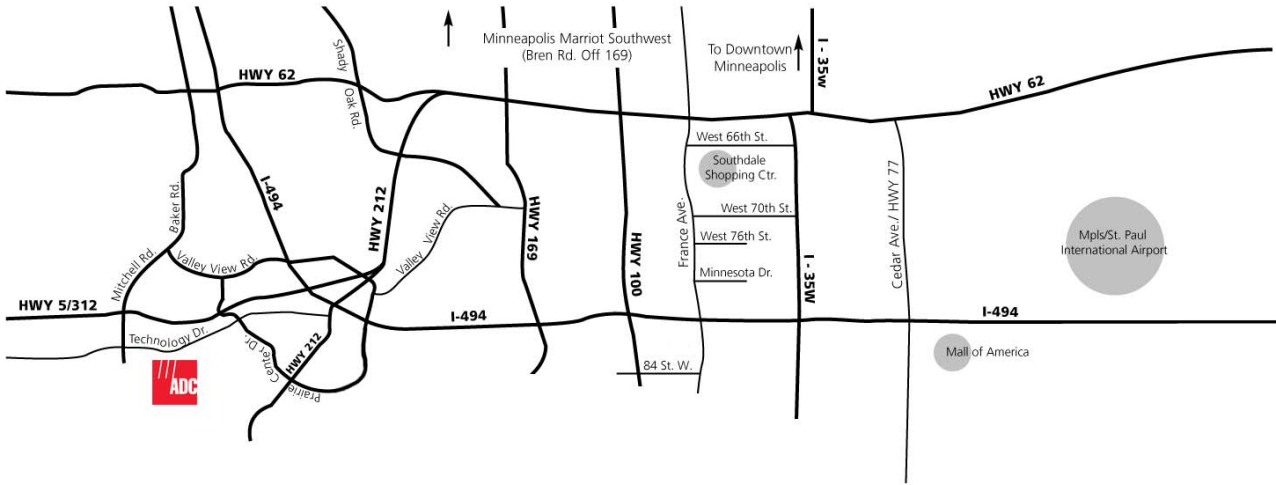 Minneapolis Marriot Southwest
(Bren Rd. Off 169)
To Downtown
Minneapolis
I - 35w
Shady
Oak Rd.
HWY 62
HWY 62
West 66th St.
Southdale
Shopping Ctr.
Baker Rd.
I-494
HWY 212
Valley View Rd.
HWY 169
HWY 100
France Ave.
West 70th St.
West 76th St.
Minnesota Dr.
I - 35W
Cedar Ave./ HWY 77
Mpls/St. Paul
International Airport
Mitchell Rd.
Valley View Rd.
HWY 5/312
I-494
I-494
Technology Dr.
Prairie
Center Dr.
HWY 212
84 St. W.
Mall of America
ADC